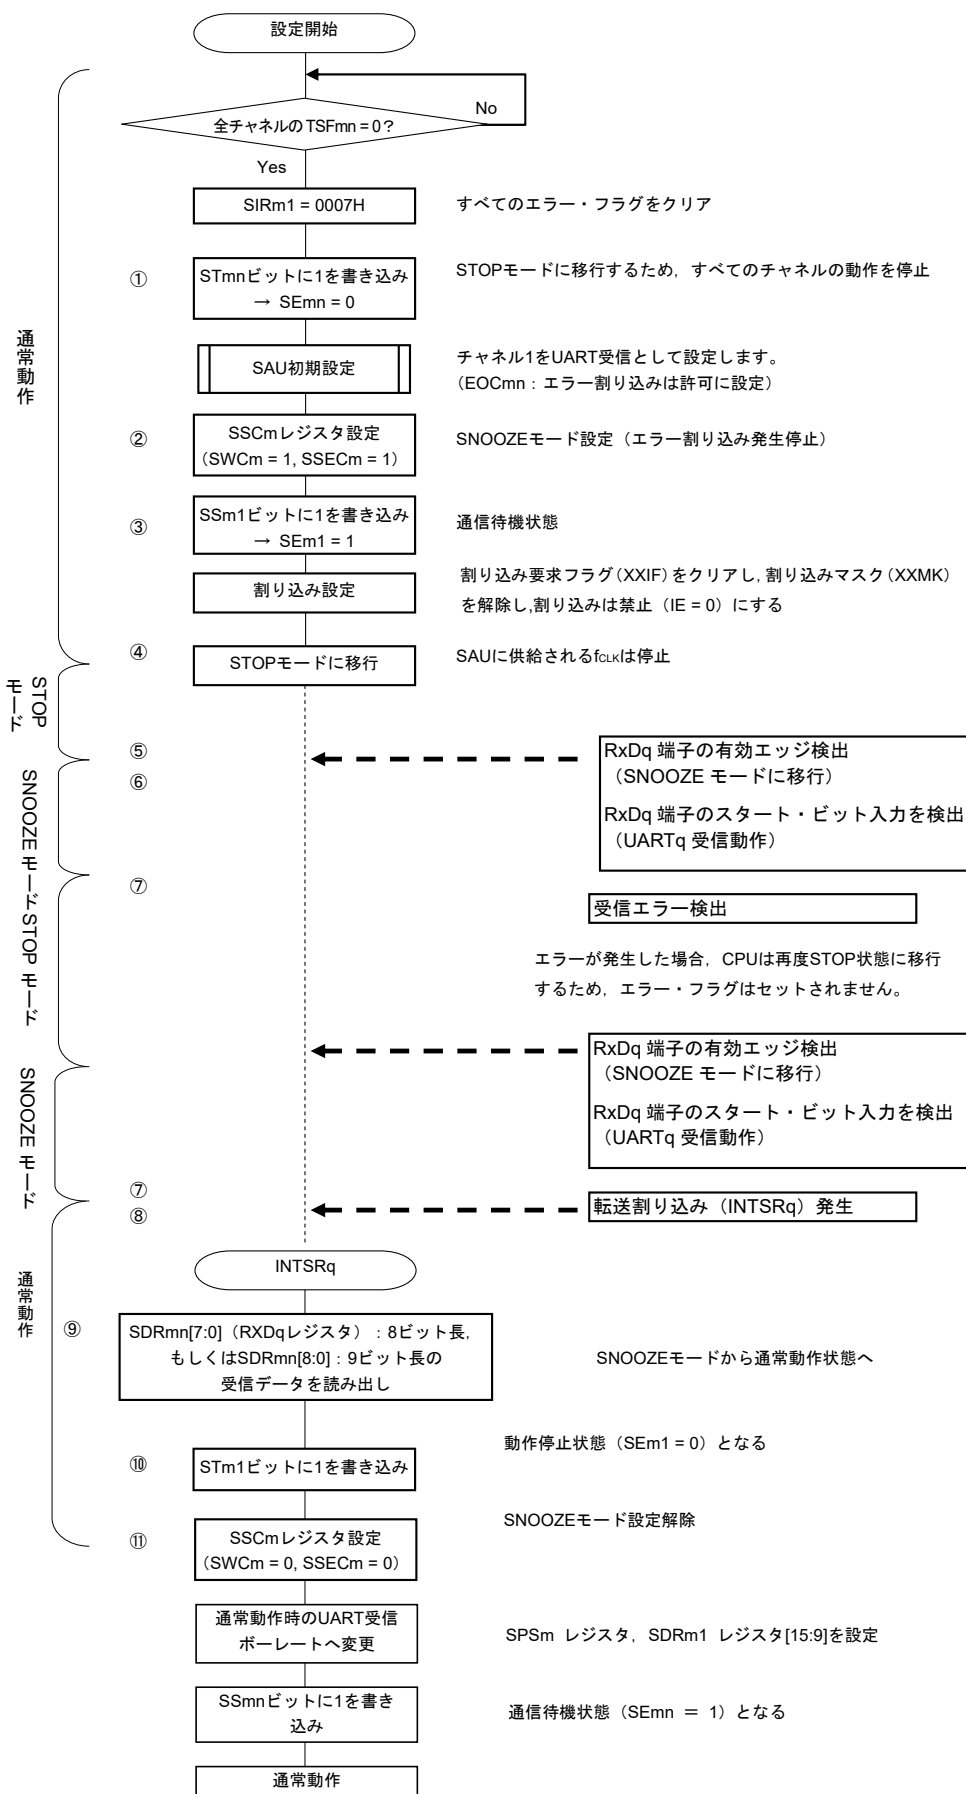 設定開始
No
全チャネルのTSFmn = 0？
Yes
SIRm1 = 0007H
すべてのエラー・フラグをクリア
①
STmnビットに1を書き込み
→ SEmn = 0
STOPモードに移行するため，すべてのチャネルの動作を停止
通常動作
SAU初期設定
チャネル1をUART受信として設定します。
（EOCmn：エラー割り込みは許可に設定）
②
SSCmレジスタ設定
（SWCm = 1, SSECm = 1）
SNOOZEモード設定（エラー割り込み発生停止）
③
SSm1ビットに1を書き込み
→ SEm1 = 1
通信待機状態
割り込み設定
割り込み要求フラグ（XXIF）をクリアし,割り込みマスク（XXMK）
を解除し,割り込みは禁止（IE = 0）にする
④
STOPモードに移行
SAUに供給されるfCLKは停止
STOP
モード
⑤
⑥
RxDq 端子の有効エッジ検出
（SNOOZE モードに移行）
RxDq 端子のスタート・ビット入力を検出
（UARTq 受信動作）
SNOOZE モード
⑦
受信エラー検出
STOP モード
エラーが発生した場合，CPUは再度STOP状態に移行
するため，エラー・フラグはセットされません。
RxDq 端子の有効エッジ検出
（SNOOZE モードに移行）
RxDq 端子のスタート・ビット入力を検出
（UARTq 受信動作）
SNOOZE モード
⑦
⑧
転送割り込み（INTSRq）発生
INTSRq
通常動作
⑨
SDRmn[7:0]（RXDqレジスタ）：8ビット長，
もしくはSDRmn[8:0]：9ビット長の
受信データを読み出し
SNOOZEモードから通常動作状態へ
⑩
STm1ビットに1を書き込み
動作停止状態（SEm1 = 0）となる
⑪
SSCmレジスタ設定
（SWCm = 0, SSECm = 0）
SNOOZEモード設定解除
通常動作時のUART受信
ボーレートへ変更
SPSm レジスタ，SDRm1 レジスタ[15:9]を設定
SSmnビットに1を書き
込み
通信待機状態（SEmn ＝ 1）となる
通常動作